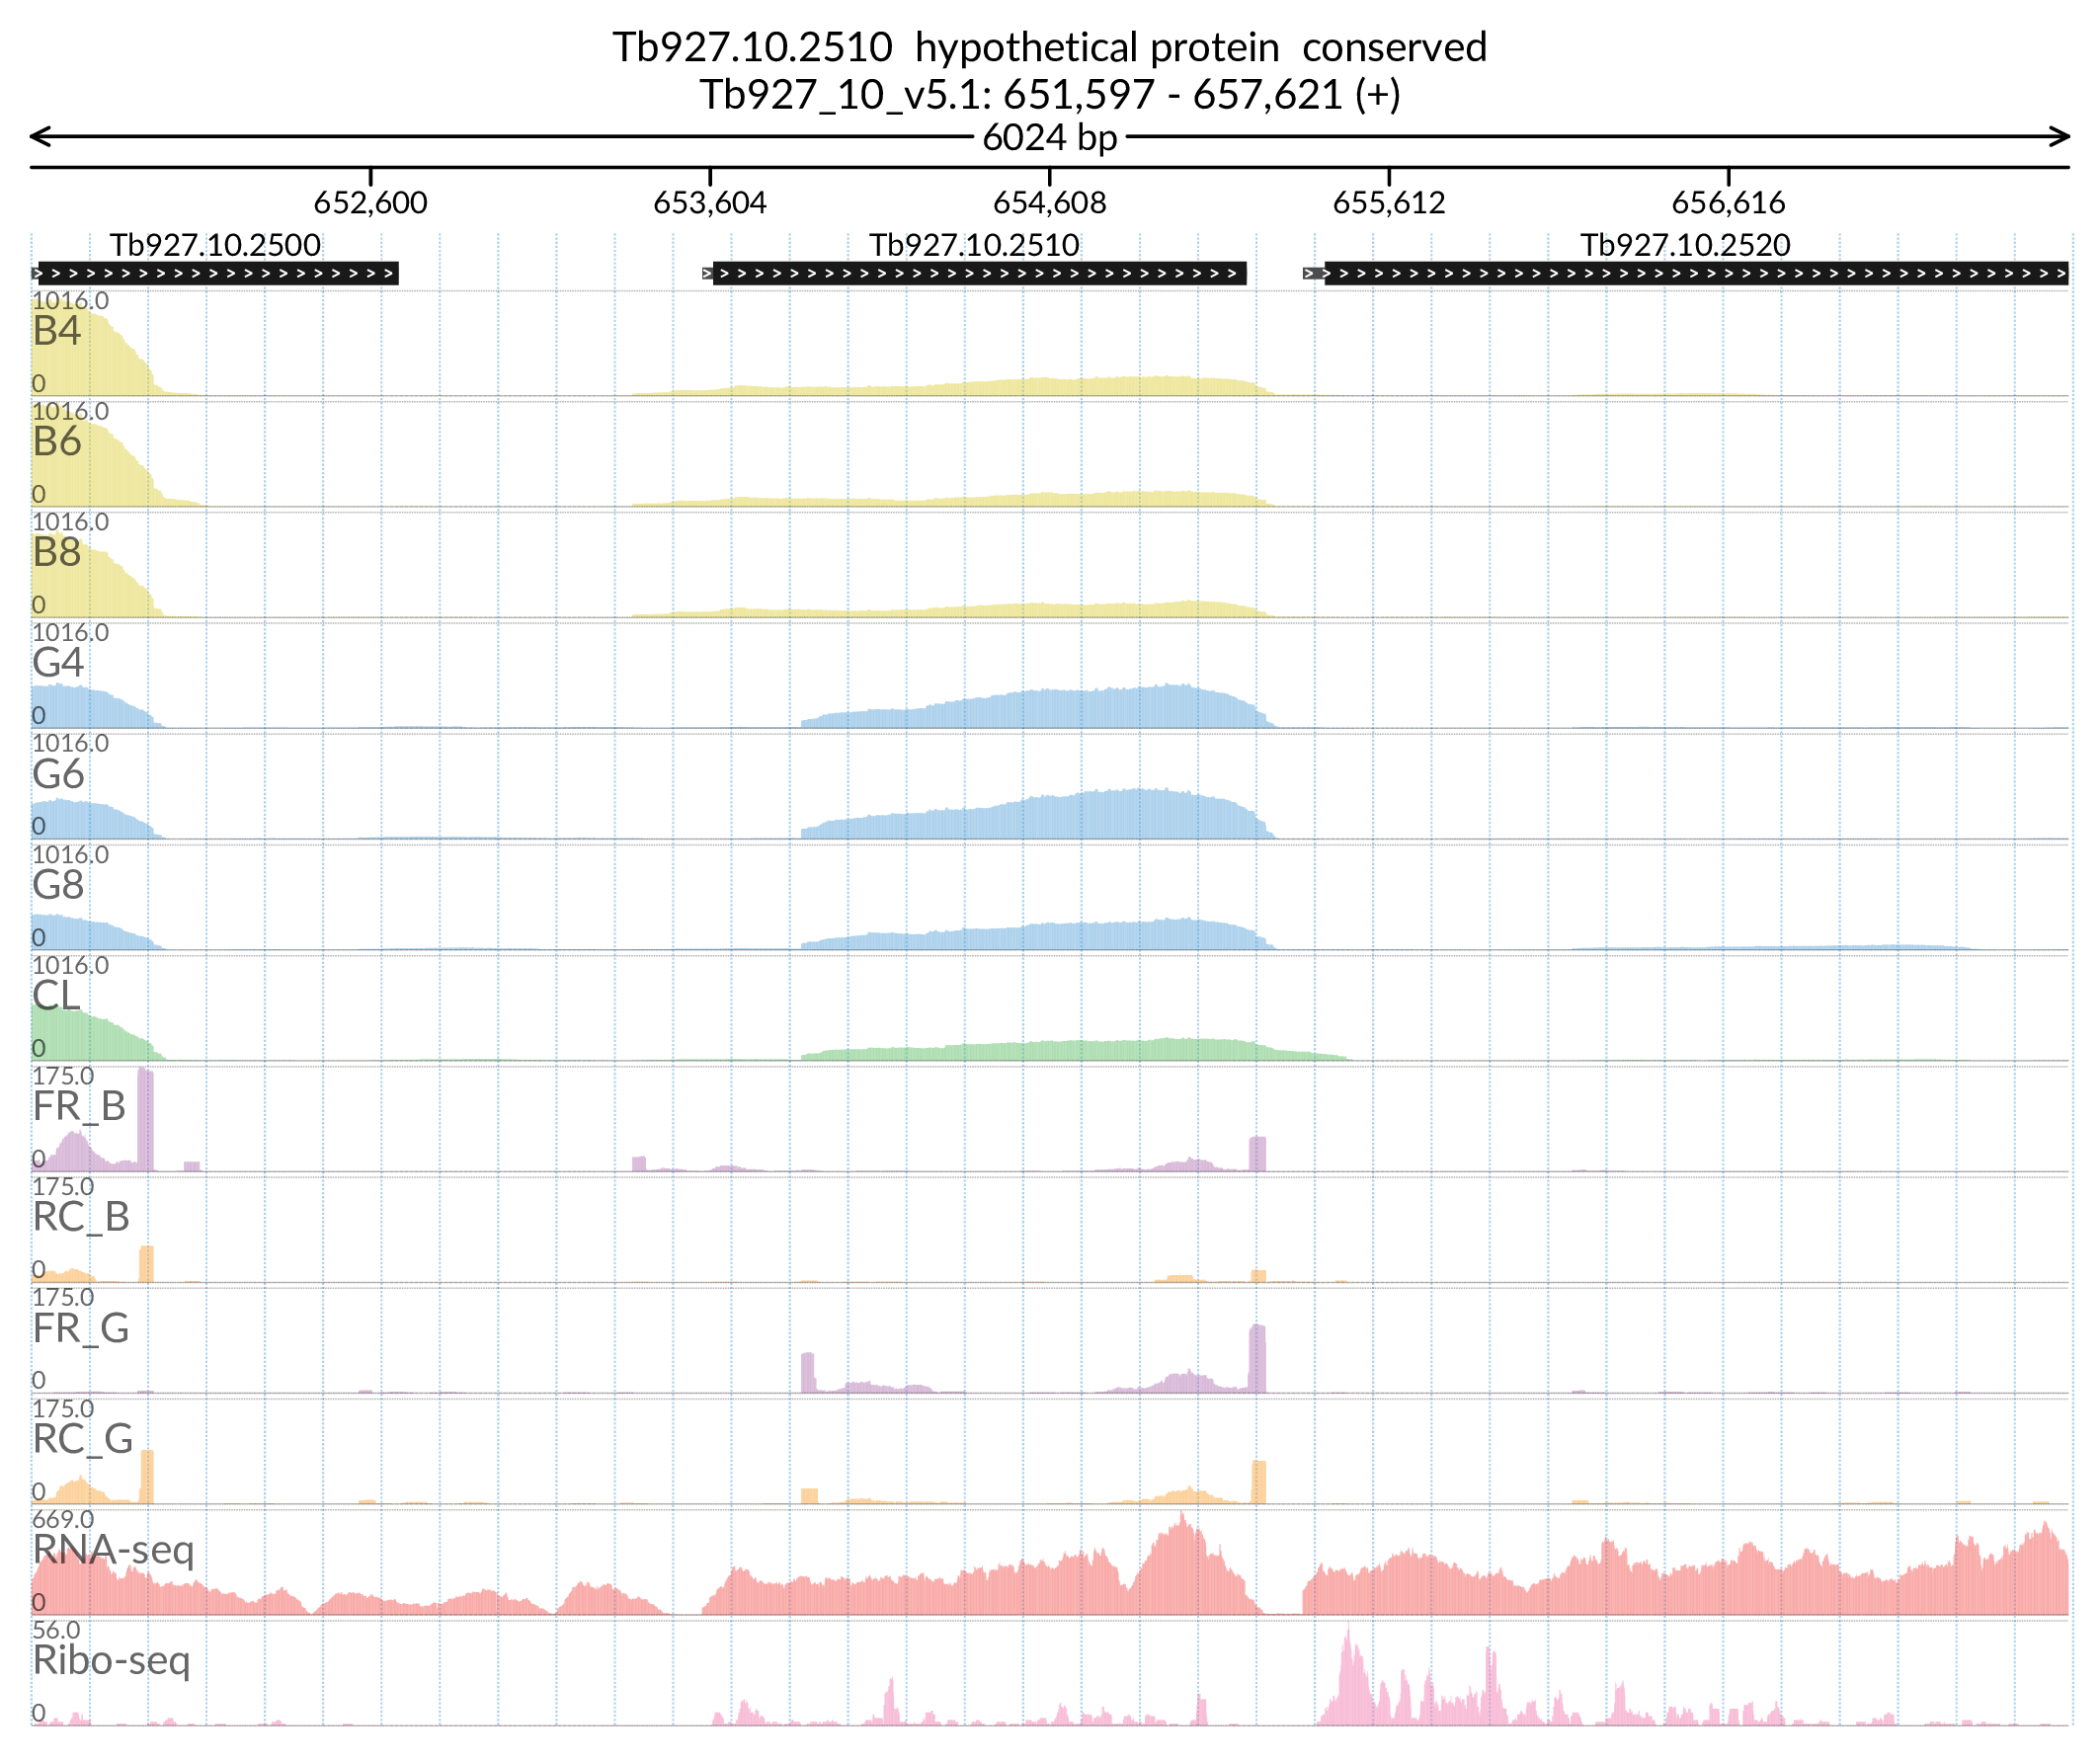 Tb927.10.2510 hypothetical protein conserved
Tb927_10_v5.1: 651,597 - 657,621 (+)
6024 bp
652,600 653,604 654,608 655,612 656,616
Tb927.10.2500 Tb927.10.2510 Tb927.10.2520
1016.0
B4
0
1016.0
B6
0
1016.0
B8
0
1016.0
G4
0
1016.0
G6
0
1016.0
G8
0
1016.0
CL
0
175.0
FR_B
0
175.0
RC_B
0
175.0
FR_G
0
175.0
RC_G
0
669.0
RNA-seq
0
56.0
Ribo-seq
0